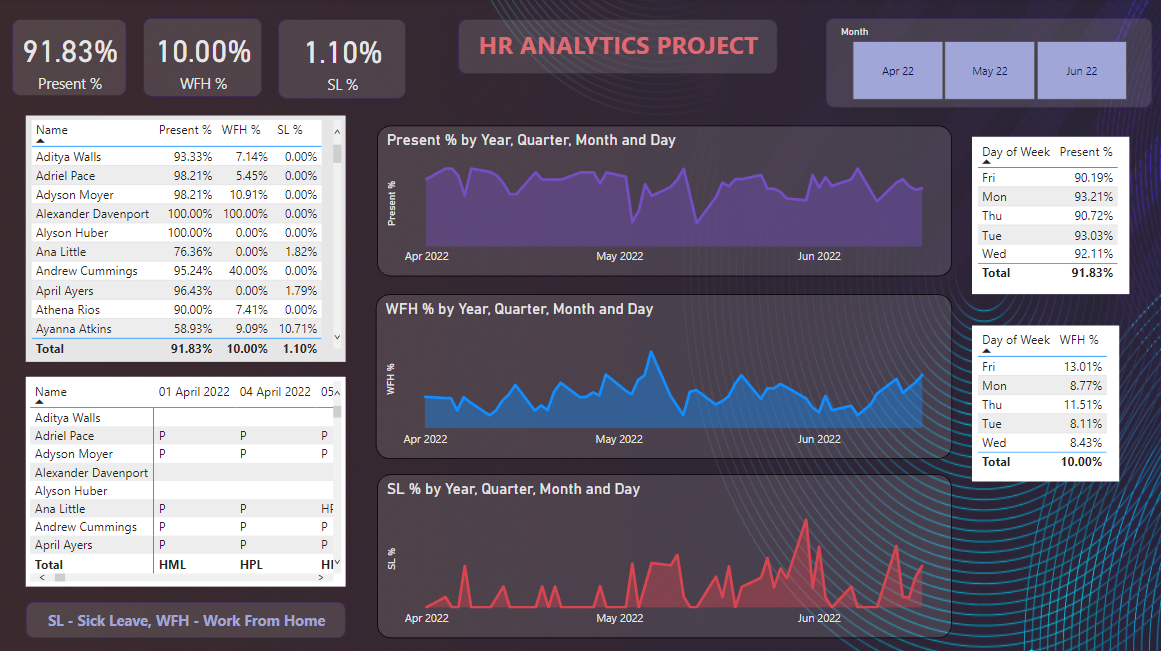 91.83%
Present %
10.00%
WFH %
1.10%
SL %
HR ANALYTICS PROJECT
Month
Apr 22 May 22 Jun 22
Name Present % WFH % SL %
Aditya Walls 93.33% 7.14% 0.00%
Adriel Pace 98.21% 5.45% 0.00%
Adyson Moyer 98.21% 10.91% 0.00%
Alexander Davenport 100.00% 100.00% 0.00%
Alyson Huber 100.00% 0.00% 0.00%
Ana Little 76.36% 0.00% 1.82%
Andrew Cummings 95.24% 40.00% 0.00%
April Ayers 96.43% 0.00% 1.79%
Athena Rios 90.00% 7.41% 0.00%
Ayanna Atkins 58.93% 9.09% 10.71%
Total 91.83% 10.00% 1.10%
Name 01 April 2022 04 April 2022 05
Aditya Walls
Adriel Pace P P P
Adyson Moyer P P P
Alexander Davenport
Alyson Huber
Ana Little P P HP
Andrew Cummings P P P
April Ayers P P P
Total HML HPL
SL - Sick Leave, WFH - Work From Home
Present % by Year, Quarter, Month and Day
Present %
Apr 2022 May 2022 Jun 2022
WFH % by Year, Quarter, Month and Day
WFH %
Apr 2022 May 2022 Jun 2022
SL % by Year, Quarter, Month and Day
SL %
Apr 2022 May 2022 Jun 2022
Day of Week Present %
Fri 90.19%
Mon 93.21%
Thu 90.72%
Tue 93.03%
Wed 92.11%
Total 91.83%
Day of Week WFH %
Fri 13.01%
Mon 8.77%
Thu 11.51%
Tue 8.11%
Wed 8.43%
Total 10.00%